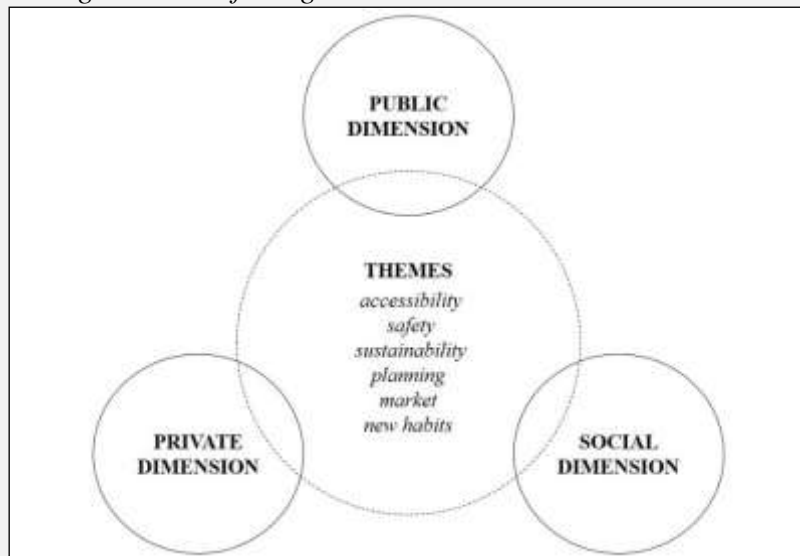 PUBLIC
DIMENSION
THEMES
accessibility
safety
sustainability
planning
market
new habits
PRIVATE
DIMENSION
SOCIAL
DIMENSION